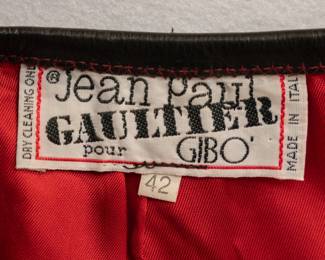 DRY CLEANING ONLY
® Jean Paul
GAULTIER
pour GIBO'
MADE IN ITALY
42